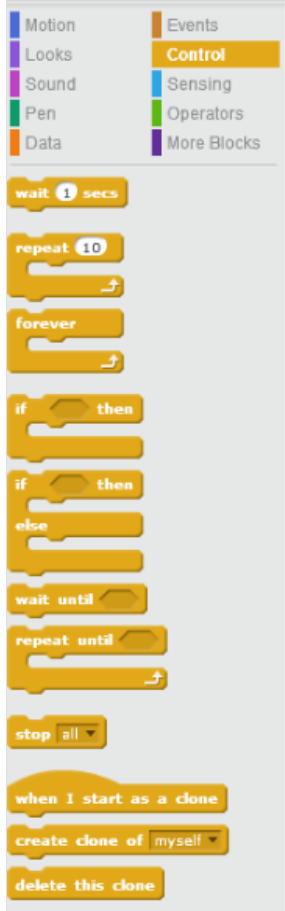 Motion Events
Looks Control
Sound Sensing
Pen Operators
Data More Blocks
wait 1 secs
repeat 10
forever
if then
if then
else
wait until
repeat until
stop all
when I start as a clone
create clone of myself
delete this clone